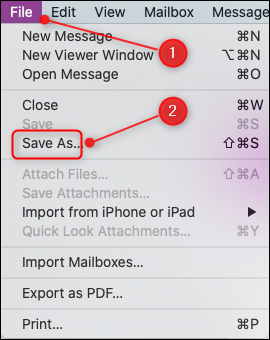 File Edit View Mailbox Message
1
New Message ⌘N
New Viewer Window ⌥⌘N
Open Message ⌘O
2
Close ⌘W
Save ⌘S
Save As... ⇧⌘S
Attach Files... ⇧⌘A
Save Attachments...
Import from iPhone or iPad ▶
Quick Look Attachments... ⌘Y
Import Mailboxes...
Export as PDF...
Print... ⌘P